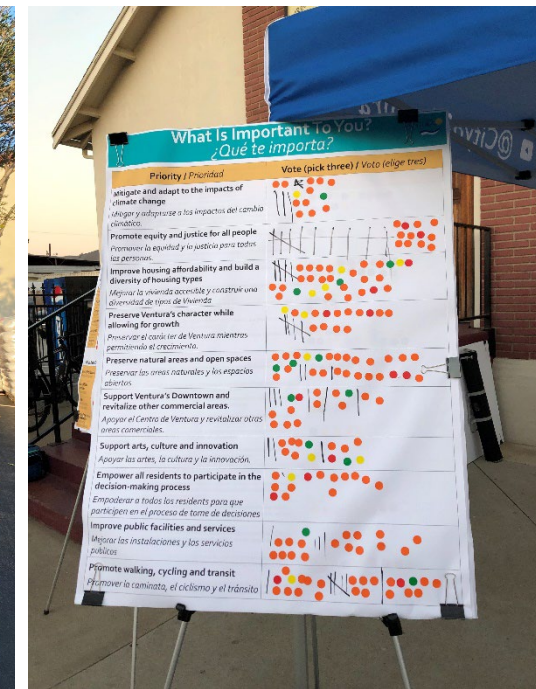 What Is Important To You?
¿Qué te importa?
Priority / Prioridad
Vote (pick three) / Voto (elige tres)
Mitigate and adapt to the impacts of
climate change
Mitigar y adaptarse a los impactos del cambio
climático.
Promote equity and justice for all people
Promover la equidad y la justicia para todas
las personas.
Improve housing affordability and build a
diversity of housing types
Mejorar la vivienda accesible y construir una
diversidad de tipos de Vivienda
Preserve Ventura's character while
allowing for growth
Preservar el carácter de Ventura mientras
permitiendo el crecimiento.
Preserve natural areas and open spaces
Preservar las areas naturales y los espacios
abiertos
Support Ventura's Downtown and
revitalize other commercial areas.
Apoyar el Centro de Ventura y revitalizar otras
areas comerciales.
Support arts, culture and innovation
Apoyar las artes, la cultura y la innovación.
Empower all residents to participate in the
decision-making process
Empoderar a todos los residents para que
participen en el proceso de tome de decisiones
Improve public facilities and services
Mejorar las instalaciones y los servicios
públicos
Promote walking, cycling and transit
Promover la caminata, el ciclismo y el tránsito